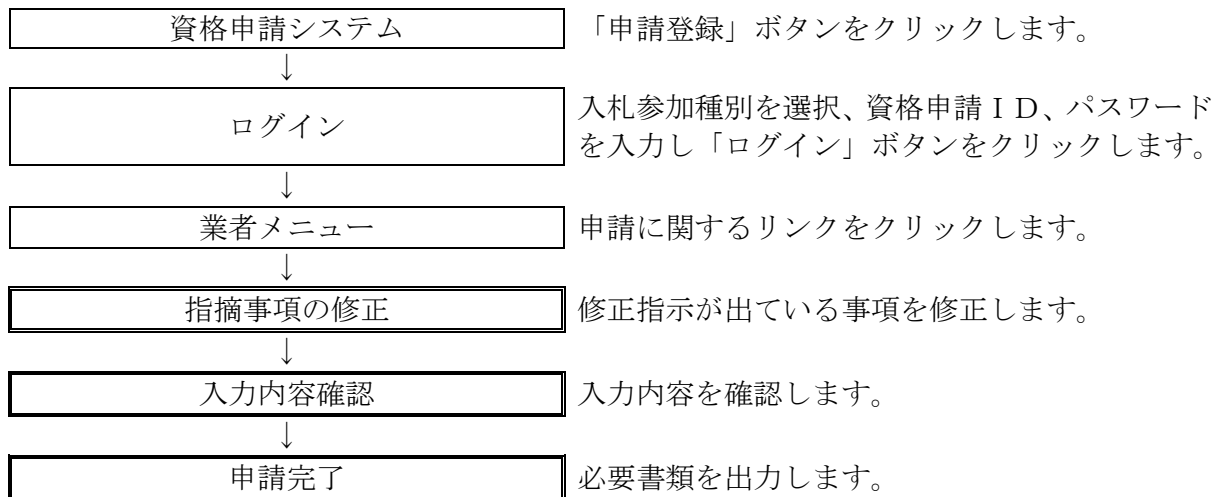 資格申請システム 「申請登録」ボタンをクリックします。
↓
ログイン 入札参加種別を選択、資格申請ＩＤ、パスワード
を入力し「ログイン」ボタンをクリックします。
↓
業者メニュー 申請に関するリンクをクリックします。
↓
指摘事項の修正 修正指示が出ている事項を修正します。
↓
入力内容確認 入力内容を確認します。
↓
申請完了 必要書類を出力します。